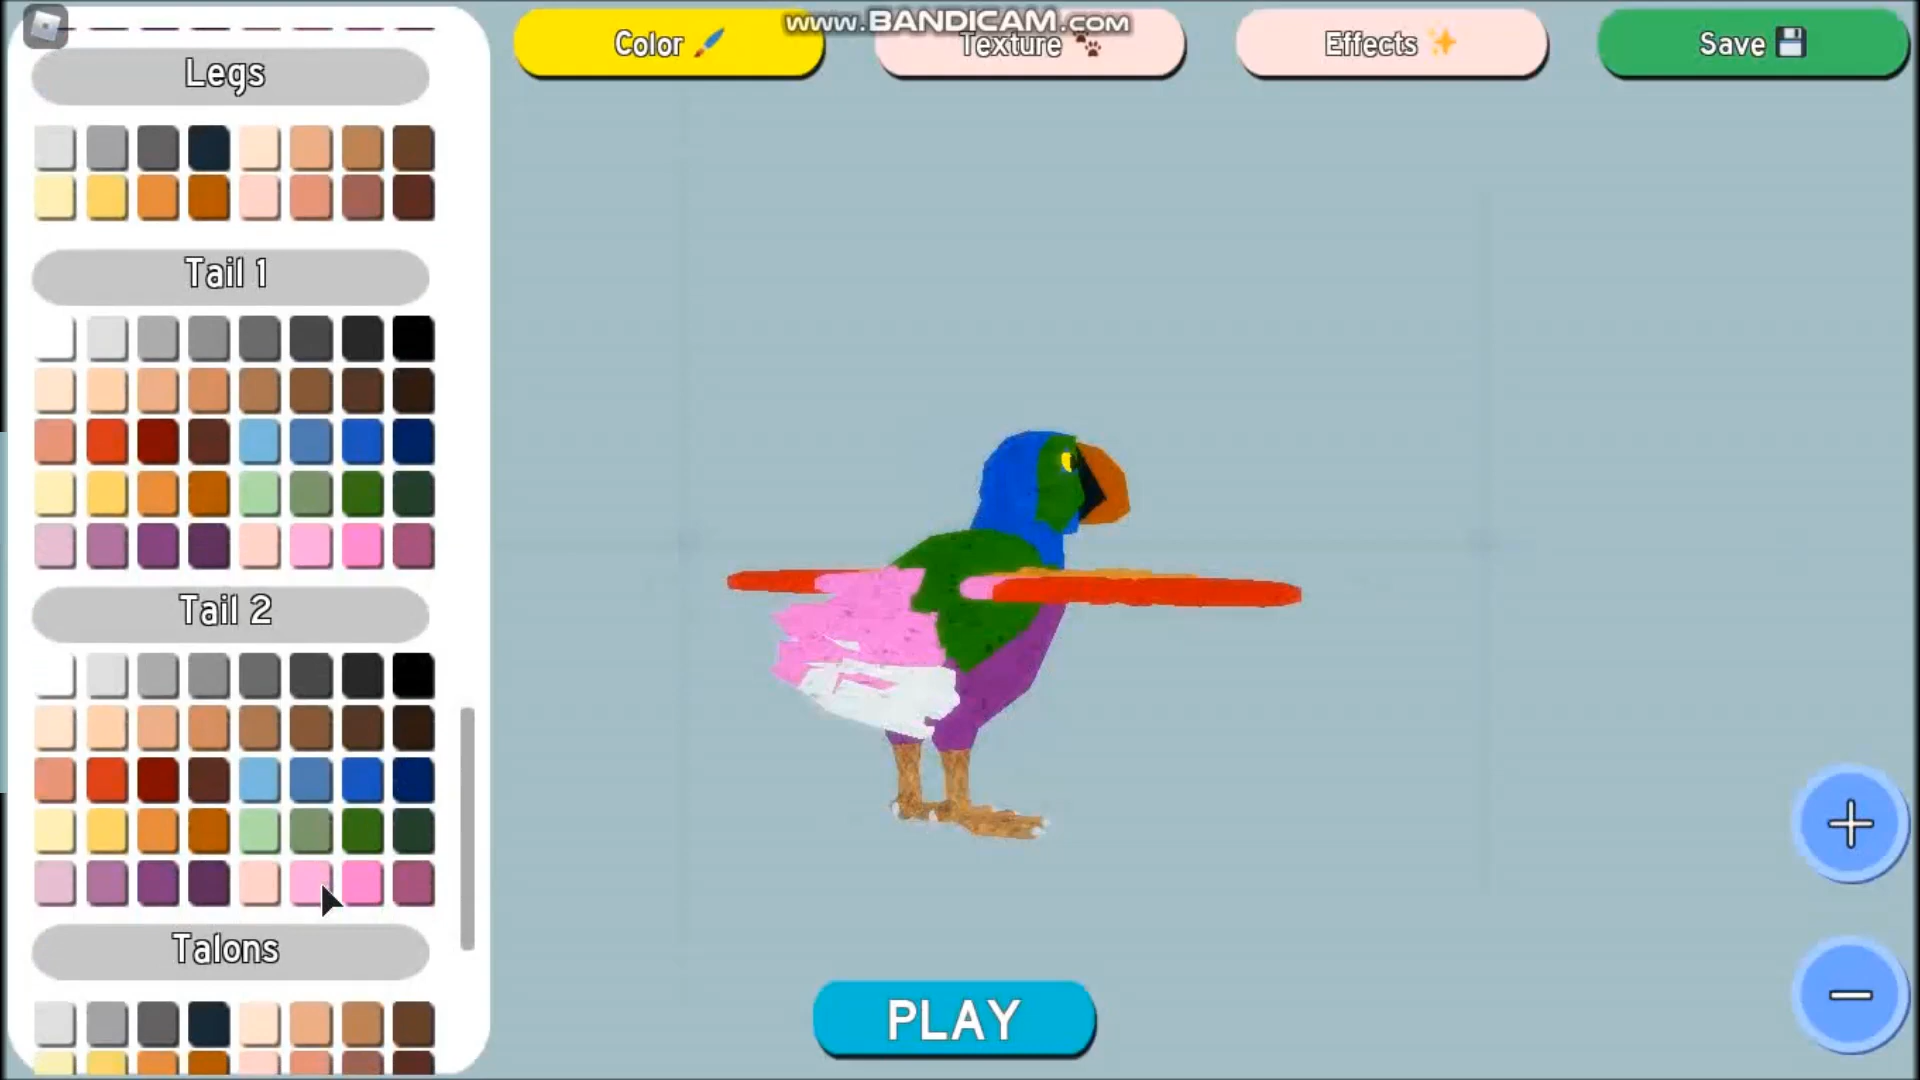 www.BANDICAM.com
Color
Texture
Effects
Save
Legs
Tail 1
Tail 2
Talons
PLAY